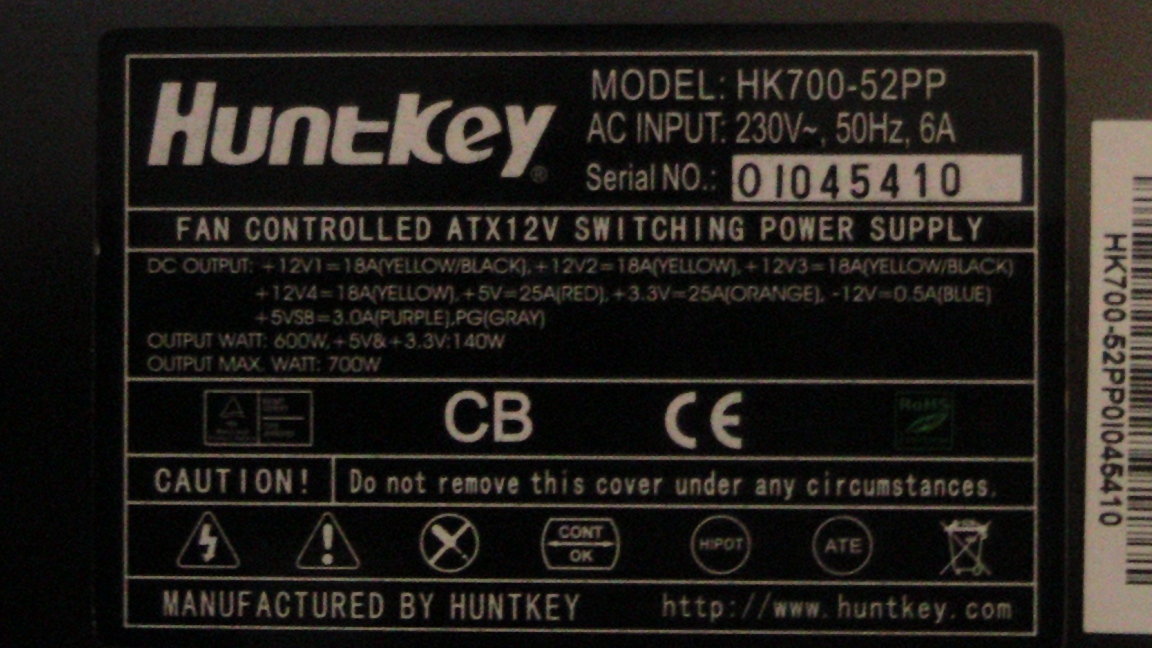 Huntkey®
MODEL: HK700-52PP
AC INPUT: 230V~, 50Hz, 6A
Serial NO.: 01045410
FAN CONTROLLED ATX12V SWITCHING POWER SUPPLY
DC OUTPUT: +12V1=18A(YELLOW/BLACK),+12V2=18A(YELLOW),+12V3=18A(YELLOW/BLACK)
+12V4=18A(YELLOW),+5V=25A(RED),+3.3V=25A(ORANGE), -12V=0.5A(BLUE)
+5VSB=3.0A(PURPLE),PG(GRAY)
OUTPUT WATT: 600W,+5V&+3.3V:140W
OUTPUT MAX. WATT: 700W
CB
CE
RoHS
CAUTION!
Do not remove this cover under any circumstances.
CONT
OK
HIPOT
ATE
MANUFACTURED BY HUNTKEY
http://www.huntkey.com
HK700-52PP01045410